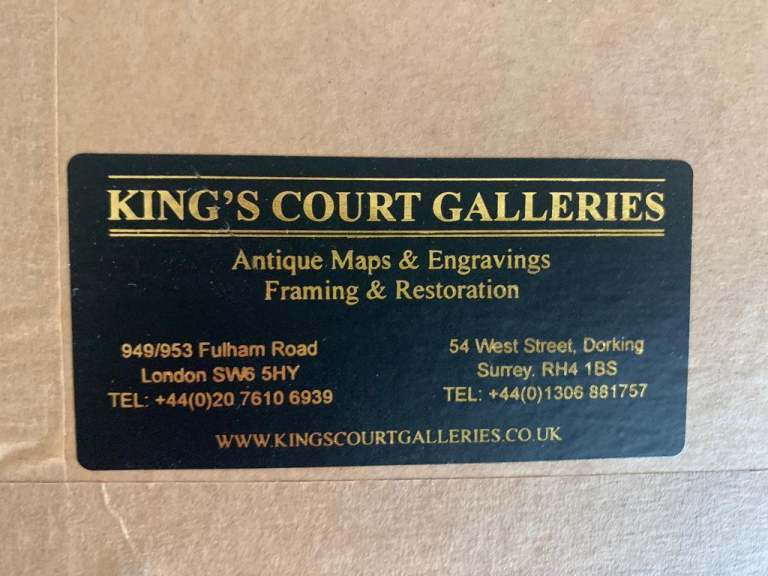 KING'S COURT GALLERIES
Antique Maps & Engravings
Framing & Restoration
949/953 Fulham Road
London SW6 5HY
TEL: +44(0)20 7610 6939
54 West Street, Dorking
Surrey. RH4 1BS
TEL: +44(0)1306 881757
WWW.KINGSCOURTGALLERIES.CO.UK